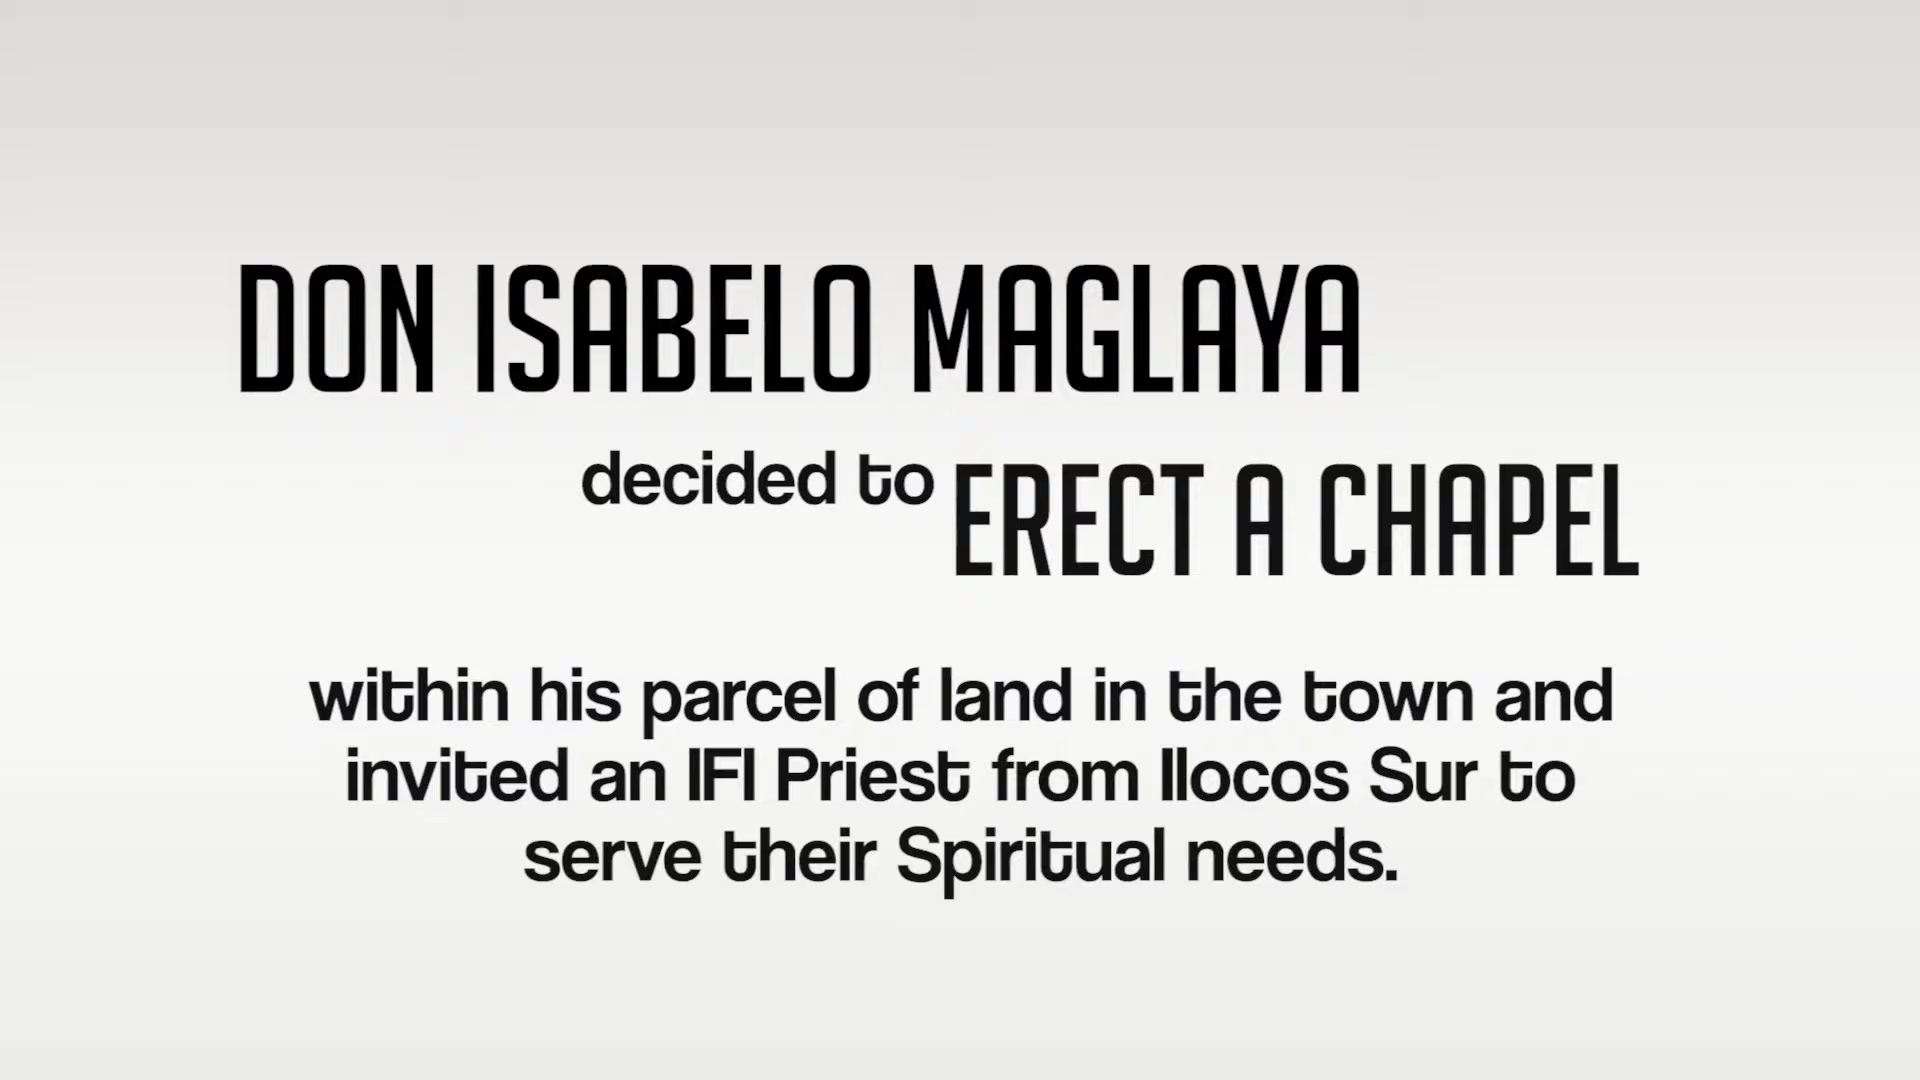 DON ISABELO MAGLAYA
decided to ERECT A CHAPEL
within his parcel of land in the town and
invited an IFI Priest from Ilocos Sur to
serve their Spiritual needs.